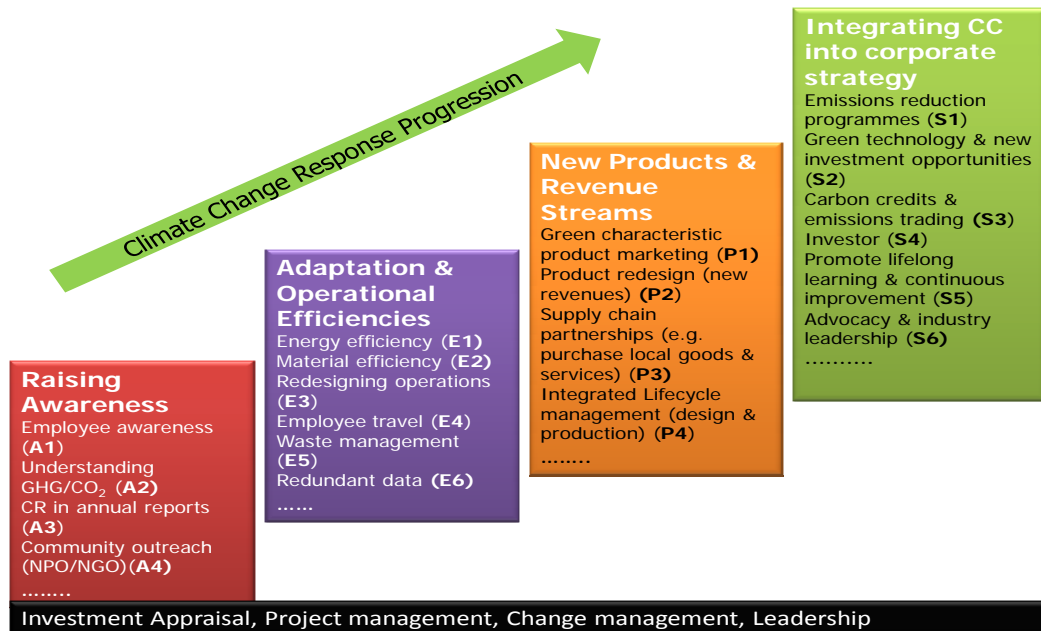 Climate Change Response Progression
Raising
Awareness
Employee awareness
(A1)
Understanding
GHG/CO₂ (A2)
CR in annual reports
(A3)
Community outreach
(NPO/NGO)(A4)
........
Adaptation &
Operational
Efficiencies
Energy efficiency (E1)
Material efficiency (E2)
Redesigning operations
(E3)
Employee travel (E4)
Waste management
(E5)
Redundant data (E6)
......
New Products &
Revenue
Streams
Green characteristic
product marketing (P1)
Product redesign (new
revenues) (P2)
Supply chain
partnerships (e.g.
purchase local goods &
services) (P3)
Integrated Lifecycle
management (design &
production) (P4)
........
Integrating CC
into corporate
strategy
Emissions reduction
programmes (S1)
Green technology & new
investment opportunities
(S2)
Carbon credits &
emissions trading (S3)
Investor (S4)
Promote lifelong
learning & continuous
improvement (S5)
Advocacy & industry
leadership (S6)
..........
Investment Appraisal, Project management, Change management, Leadership